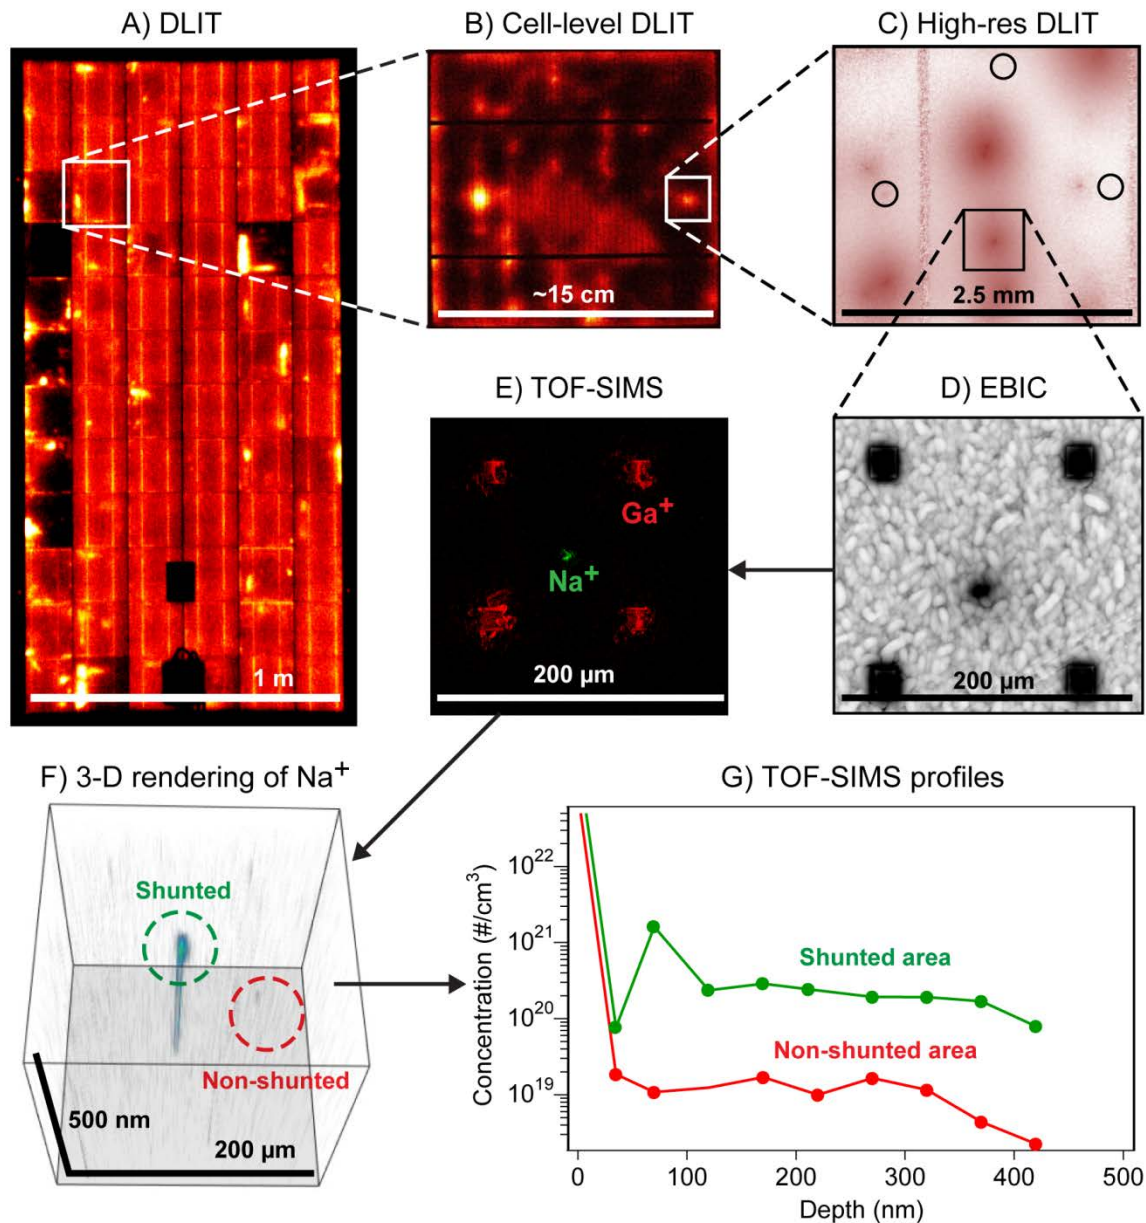 A) DLIT
B) Cell-level DLIT
C) High-res DLIT
1 m
~15 cm
2.5 mm
E) TOF-SIMS
D) EBIC
Ga⁺
Na⁺
200 µm
200 µm
F) 3-D rendering of Na⁺
Shunted
Non-shunted
500 nm
200 µm
G) TOF-SIMS profiles
Concentration (#/cm³)
10²²
10²¹
10²⁰
10¹⁹
Shunted area
Non-shunted area
0 100 200 300 400 500
Depth (nm)